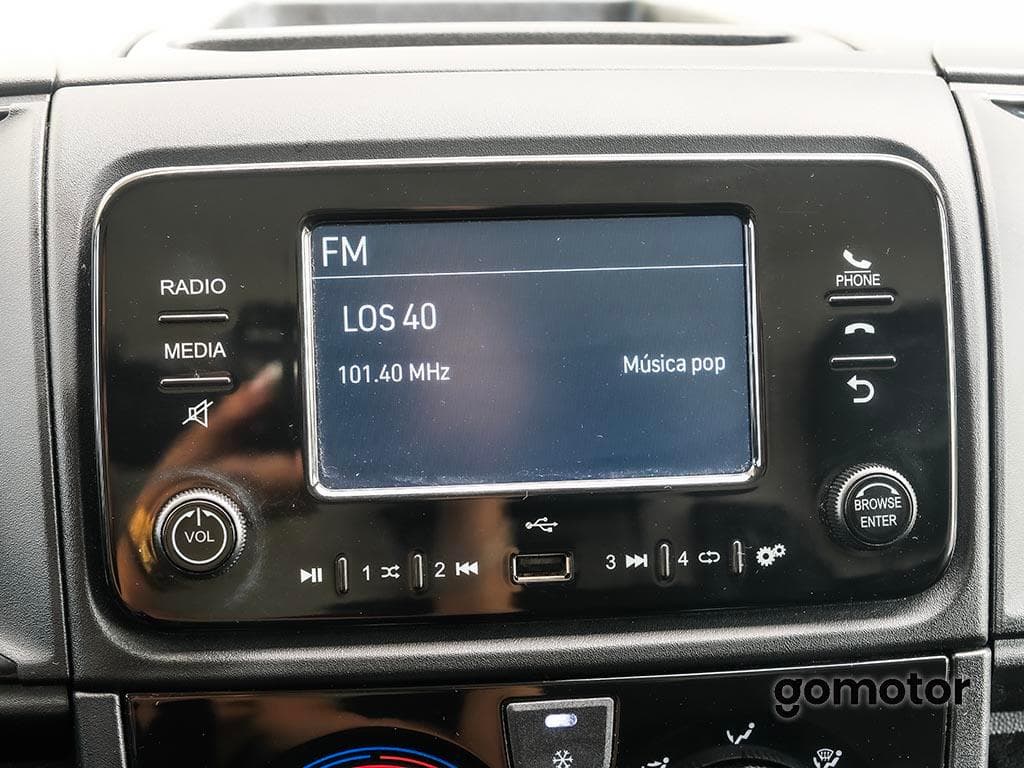 FM
LOS 40
101.40 MHz
Música pop
RADIO
MEDIA
VOL
PHONE
BROWSE
ENTER
1
2
3
4
gomotor